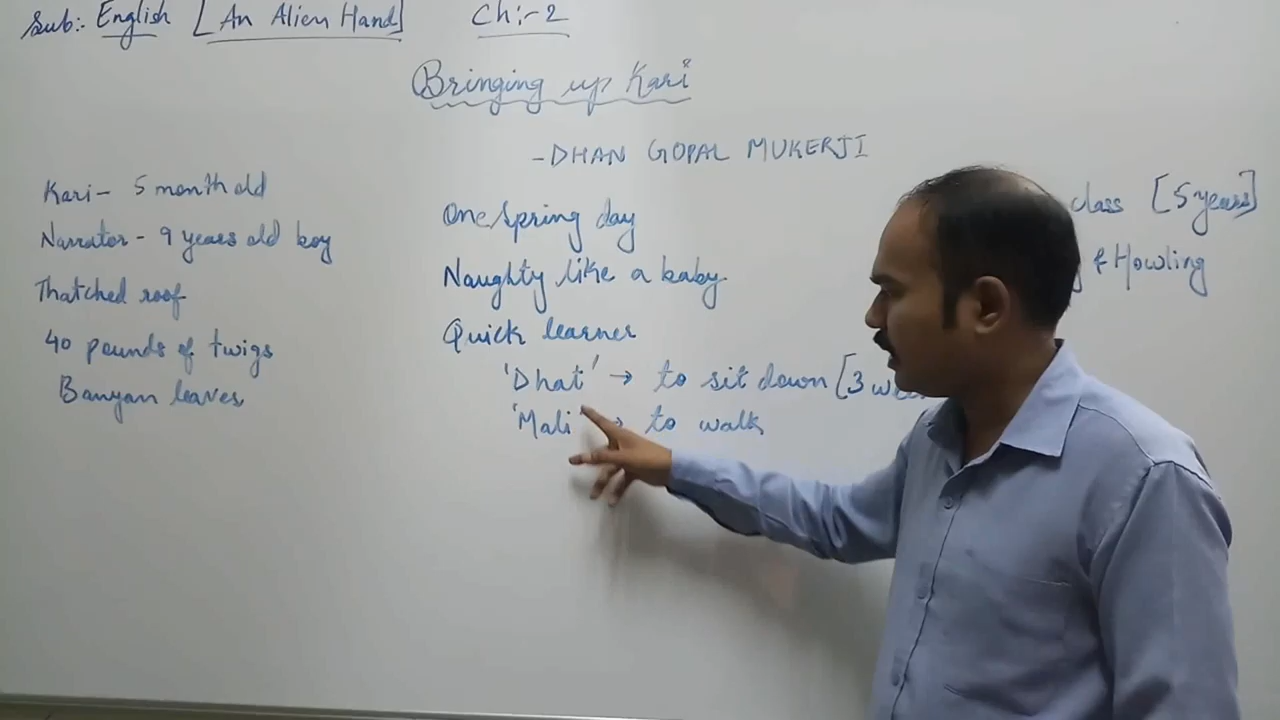 Sub:- English [An Alien Hand] Ch:-2
Bringing up Kari
-DHAN GOPAL MUKERJI
Kari- 5 month old
Narrator- 9 years old boy
Thatched roof
40 pounds of twigs
Banyan leaves
One spring day
Naughty like a baby
Quick learner
'Dhat' → to sit down [3
'Mali → to walk
class [5 years]
& Howling